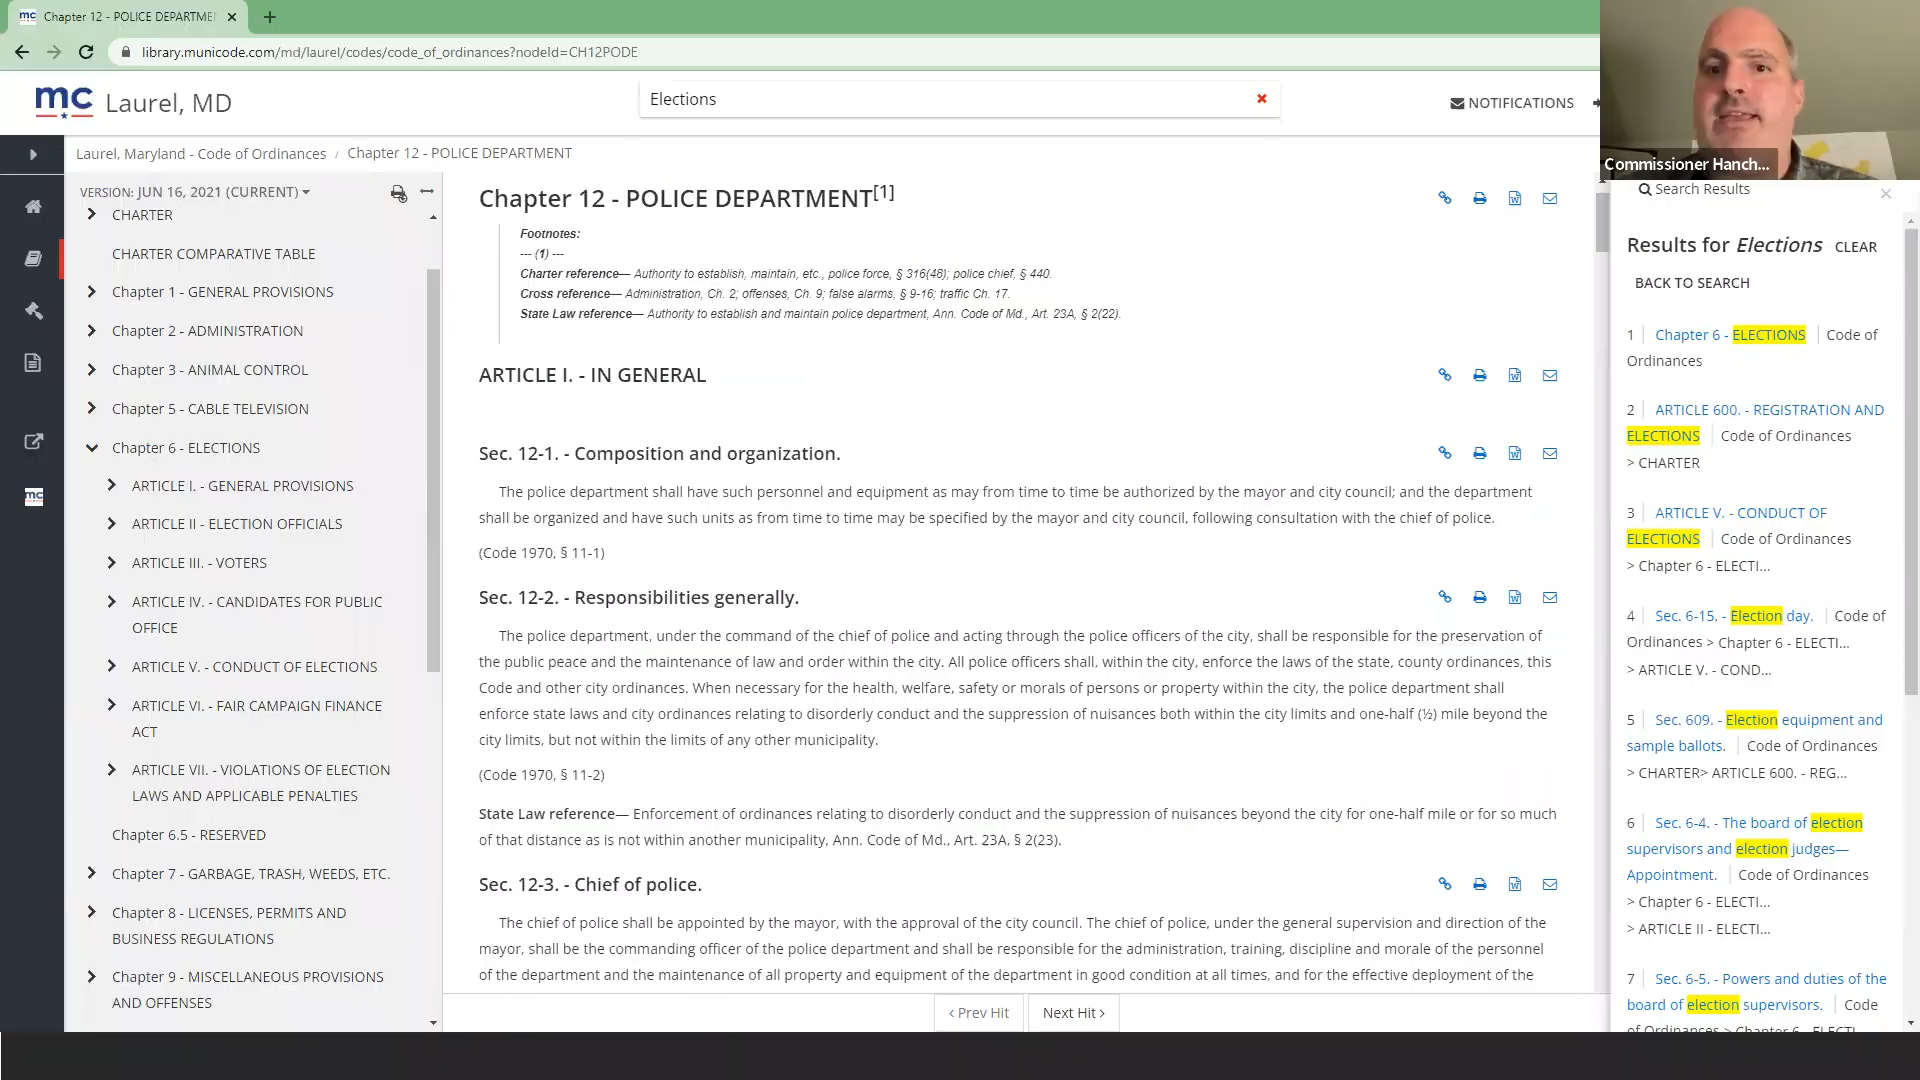 Chapter 12 - POLICE DEPARTME
library.municode.com/md/laurel/codes/code_of_ordinances?nodeId=CH12PODE
mc Laurel, MD
Elections
NOTIFICATIONS
Commissioner Hanch...
Laurel, Maryland - Code of Ordinances / Chapter 12 - POLICE DEPARTMENT
VERSION: JUN 16, 2021 (CURRENT)
CHARTER
CHARTER COMPARATIVE TABLE
Chapter 1 - GENERAL PROVISIONS
Chapter 2 - ADMINISTRATION
Chapter 3 - ANIMAL CONTROL
Chapter 5 - CABLE TELEVISION
Chapter 6 - ELECTIONS
ARTICLE I. - GENERAL PROVISIONS
ARTICLE II - ELECTION OFFICIALS
ARTICLE III. - VOTERS
ARTICLE IV. - CANDIDATES FOR PUBLIC
OFFICE
ARTICLE V. - CONDUCT OF ELECTIONS
ARTICLE VI. - FAIR CAMPAIGN FINANCE
ACT
ARTICLE VII. - VIOLATIONS OF ELECTION
LAWS AND APPLICABLE PENALTIES
Chapter 6.5 - RESERVED
Chapter 7 - GARBAGE, TRASH, WEEDS, ETC.
Chapter 8 - LICENSES, PERMITS AND
BUSINESS REGULATIONS
Chapter 9 - MISCELLANEOUS PROVISIONS
AND OFFENSES
mc
Chapter 12 - POLICE DEPARTMENT[1]
Footnotes:
--- (1) ---
Charter reference— Authority to establish, maintain, etc., police force, § 316(48); police chief, § 440.
Cross reference— Administration, Ch. 2; offenses, Ch. 9; false alarms, § 9-16; traffic Ch. 17.
State Law reference— Authority to establish and maintain police department, Ann. Code of Md., Art. 23A, § 2(22).
ARTICLE I. - IN GENERAL
Sec. 12-1. - Composition and organization.
The police department shall have such personnel and equipment as may from time to time be authorized by the mayor and city council; and the department
shall be organized and have such units as from time to time may be specified by the mayor and city council, following consultation with the chief of police.
(Code 1970, § 11-1)
Sec. 12-2. - Responsibilities generally.
The police department, under the command of the chief of police and acting through the police officers of the city, shall be responsible for the preservation of
the public peace and the maintenance of law and order within the city. All police officers shall, within the city, enforce the laws of the state, county ordinances, this
Code and other city ordinances. When necessary for the health, welfare, safety or morals of persons or property within the city, the police department shall
enforce state laws and city ordinances relating to disorderly conduct and the suppression of nuisances both within the city limits and one-half (½) mile beyond the
city limits, but not within the limits of any other municipality.
(Code 1970, § 11-2)
State Law reference— Enforcement of ordinances relating to disorderly conduct and the suppression of nuisances beyond the city for one-half mile or for so much
of that distance as is not within another municipality, Ann. Code of Md., Art. 23A, § 2(23).
Sec. 12-3. - Chief of police.
The chief of police shall be appointed by the mayor, with the approval of the city council. The chief of police, under the general supervision and direction of the
mayor, shall be the commanding officer of the police department and shall be responsible for the administration, training, discipline and morale of the personnel
of the department and the maintenance of all property and equipment of the department in good condition at all times, and for the effective deployment of the
‹ Prev Hit
Next Hit ›
Search Results
Results for Elections CLEAR
BACK TO SEARCH
1 Chapter 6 - ELECTIONS Code of
Ordinances
2 ARTICLE 600. - REGISTRATION AND
ELECTIONS Code of Ordinances
> CHARTER
3 ARTICLE V. - CONDUCT OF
ELECTIONS Code of Ordinances
> Chapter 6 - ELECTI...
4 Sec. 6-15. - Election day. Code of
Ordinances > Chapter 6 - ELECTI...
> ARTICLE V. - COND...
5 Sec. 609. - Election equipment and
sample ballots. Code of Ordinances
> CHARTER> ARTICLE 600. - REG...
6 Sec. 6-4. - The board of election
supervisors and election judges—
Appointment. Code of Ordinances
> Chapter 6 - ELECTI...
> ARTICLE II - ELECTI...
7 Sec. 6-5. - Powers and duties of the
board of election supervisors. Code
of Ordinances > Chapter 6 - ELECTI